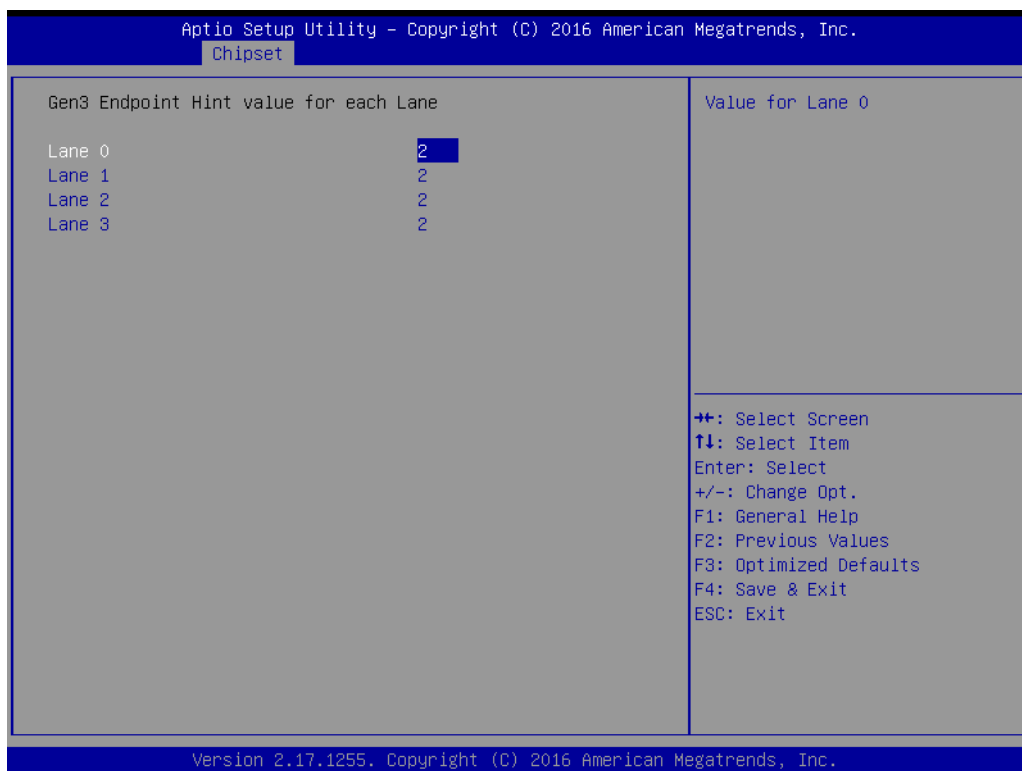 Aptio Setup Utility – Copyright (C) 2016 American Megatrends, Inc.
Chipset
Gen3 Endpoint Hint value for each Lane
Lane 0 2
Lane 1 2
Lane 2 2
Lane 3 2
Value for Lane 0
→←: Select Screen
↑↓: Select Item
Enter: Select
+/-: Change Opt.
F1: General Help
F2: Previous Values
F3: Optimized Defaults
F4: Save & Exit
ESC: Exit
Version 2.17.1255. Copyright (C) 2016 American Megatrends, Inc.